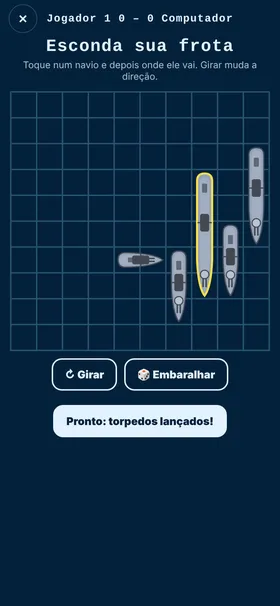 × Jogador 1 0 – 0 Computador
Esconda sua frota
Toque num navio e depois onde ele vai. Girar muda a
direção.
↻ Girar
🎲 Embaralhar
Pronto: torpedos lançados!